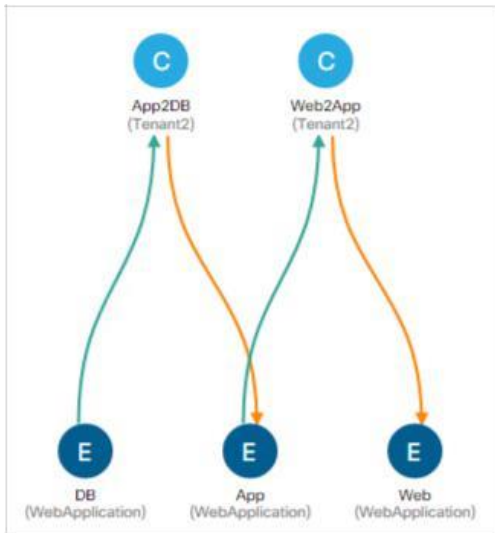 C
C
App2DB
Web2App
(Tenant2)
(Tenant2)
E
E
E
DB
App
Web
(WebApplication)
(WebApplication)
(WebApplication)